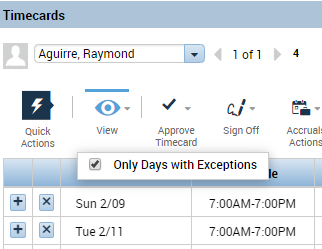 Timecards
Aguirre, Raymond 1 of 1 4
Quick Actions View Approve Timecard Sign Off Accruals Actions
Only Days with Exceptions
Sun 2/09 7:00AM-7:00PM
Tue 2/11 7:00AM-7:00PM